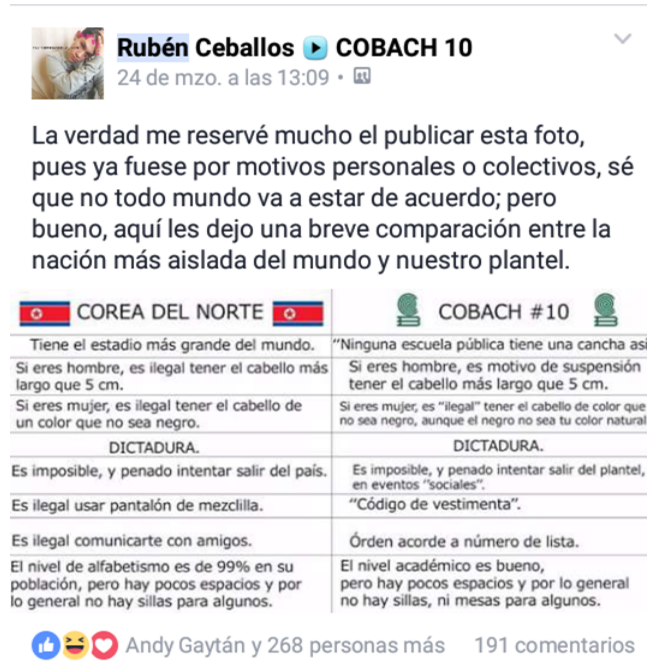 Rubén Ceballos COBACH 10
24 de mzo. a las 13:09 •
La verdad me reservé mucho el publicar esta foto,
pues ya fuese por motivos personales o colectivos, sé
que no todo mundo va a estar de acuerdo; pero
bueno, aquí les dejo una breve comparación entre la
nación más aislada del mundo y nuestro plantel.
COREA DEL NORTE
COBACH #10
Tiene el estadio más grande del mundo.
"Ninguna escuela pública tiene una cancha así
Si eres hombre, es ilegal tener el cabello más
largo que 5 cm.
Si eres hombre, es motivo de suspensión
tener el cabello más largo que 5 cm.
Si eres mujer, es ilegal tener el cabello de
un color que no sea negro.
Si eres mujer, es "ilegal" tener el cabello de color que
no sea negro, aunque el negro no sea tu color natural
DICTADURA.
DICTADURA.
Es imposible, y penado intentar salir del país.
Es imposible, y penado intentar salir del plantel,
en eventos "sociales".
Es ilegal usar pantalón de mezclilla.
"Código de vestimenta".
Es ilegal comunicarte con amigos.
Órden acorde a número de lista.
El nivel de alfabetismo es de 99% en su
población, pero hay pocos espacios y por
lo general no hay sillas para algunos.
El nivel académico es bueno,
pero hay pocos espacios y por lo general
no hay sillas, ni mesas para algunos.
Andy Gaytán y 268 personas más 191 comentarios